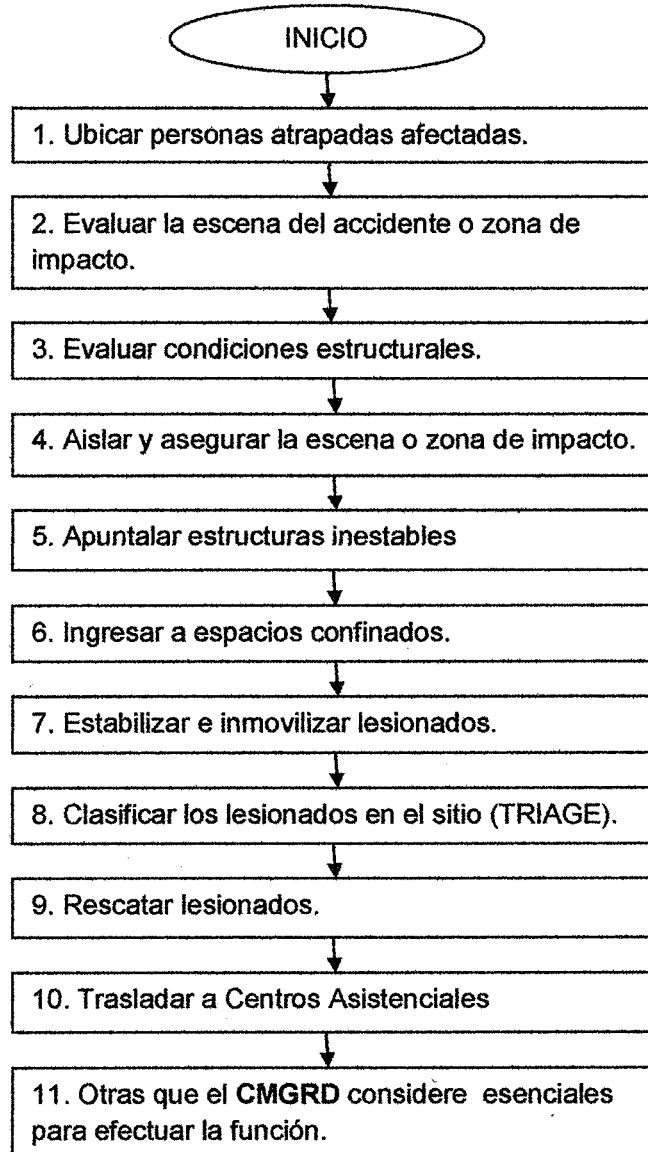 INICIO
1. Ubicar personas atrapadas afectadas.
2. Evaluar la escena del accidente o zona de
impacto.
3. Evaluar condiciones estructurales.
4. Aislar y asegurar la escena o zona de impacto.
5. Apuntalar estructuras inestables
6. Ingresar a espacios confinados.
7. Estabilizar e inmovilizar lesionados.
8. Clasificar los lesionados en el sitio (TRIAGE).
9. Rescatar lesionados.
10. Trasladar a Centros Asistenciales
11. Otras que el CMGRD considere esenciales
para efectuar la función.